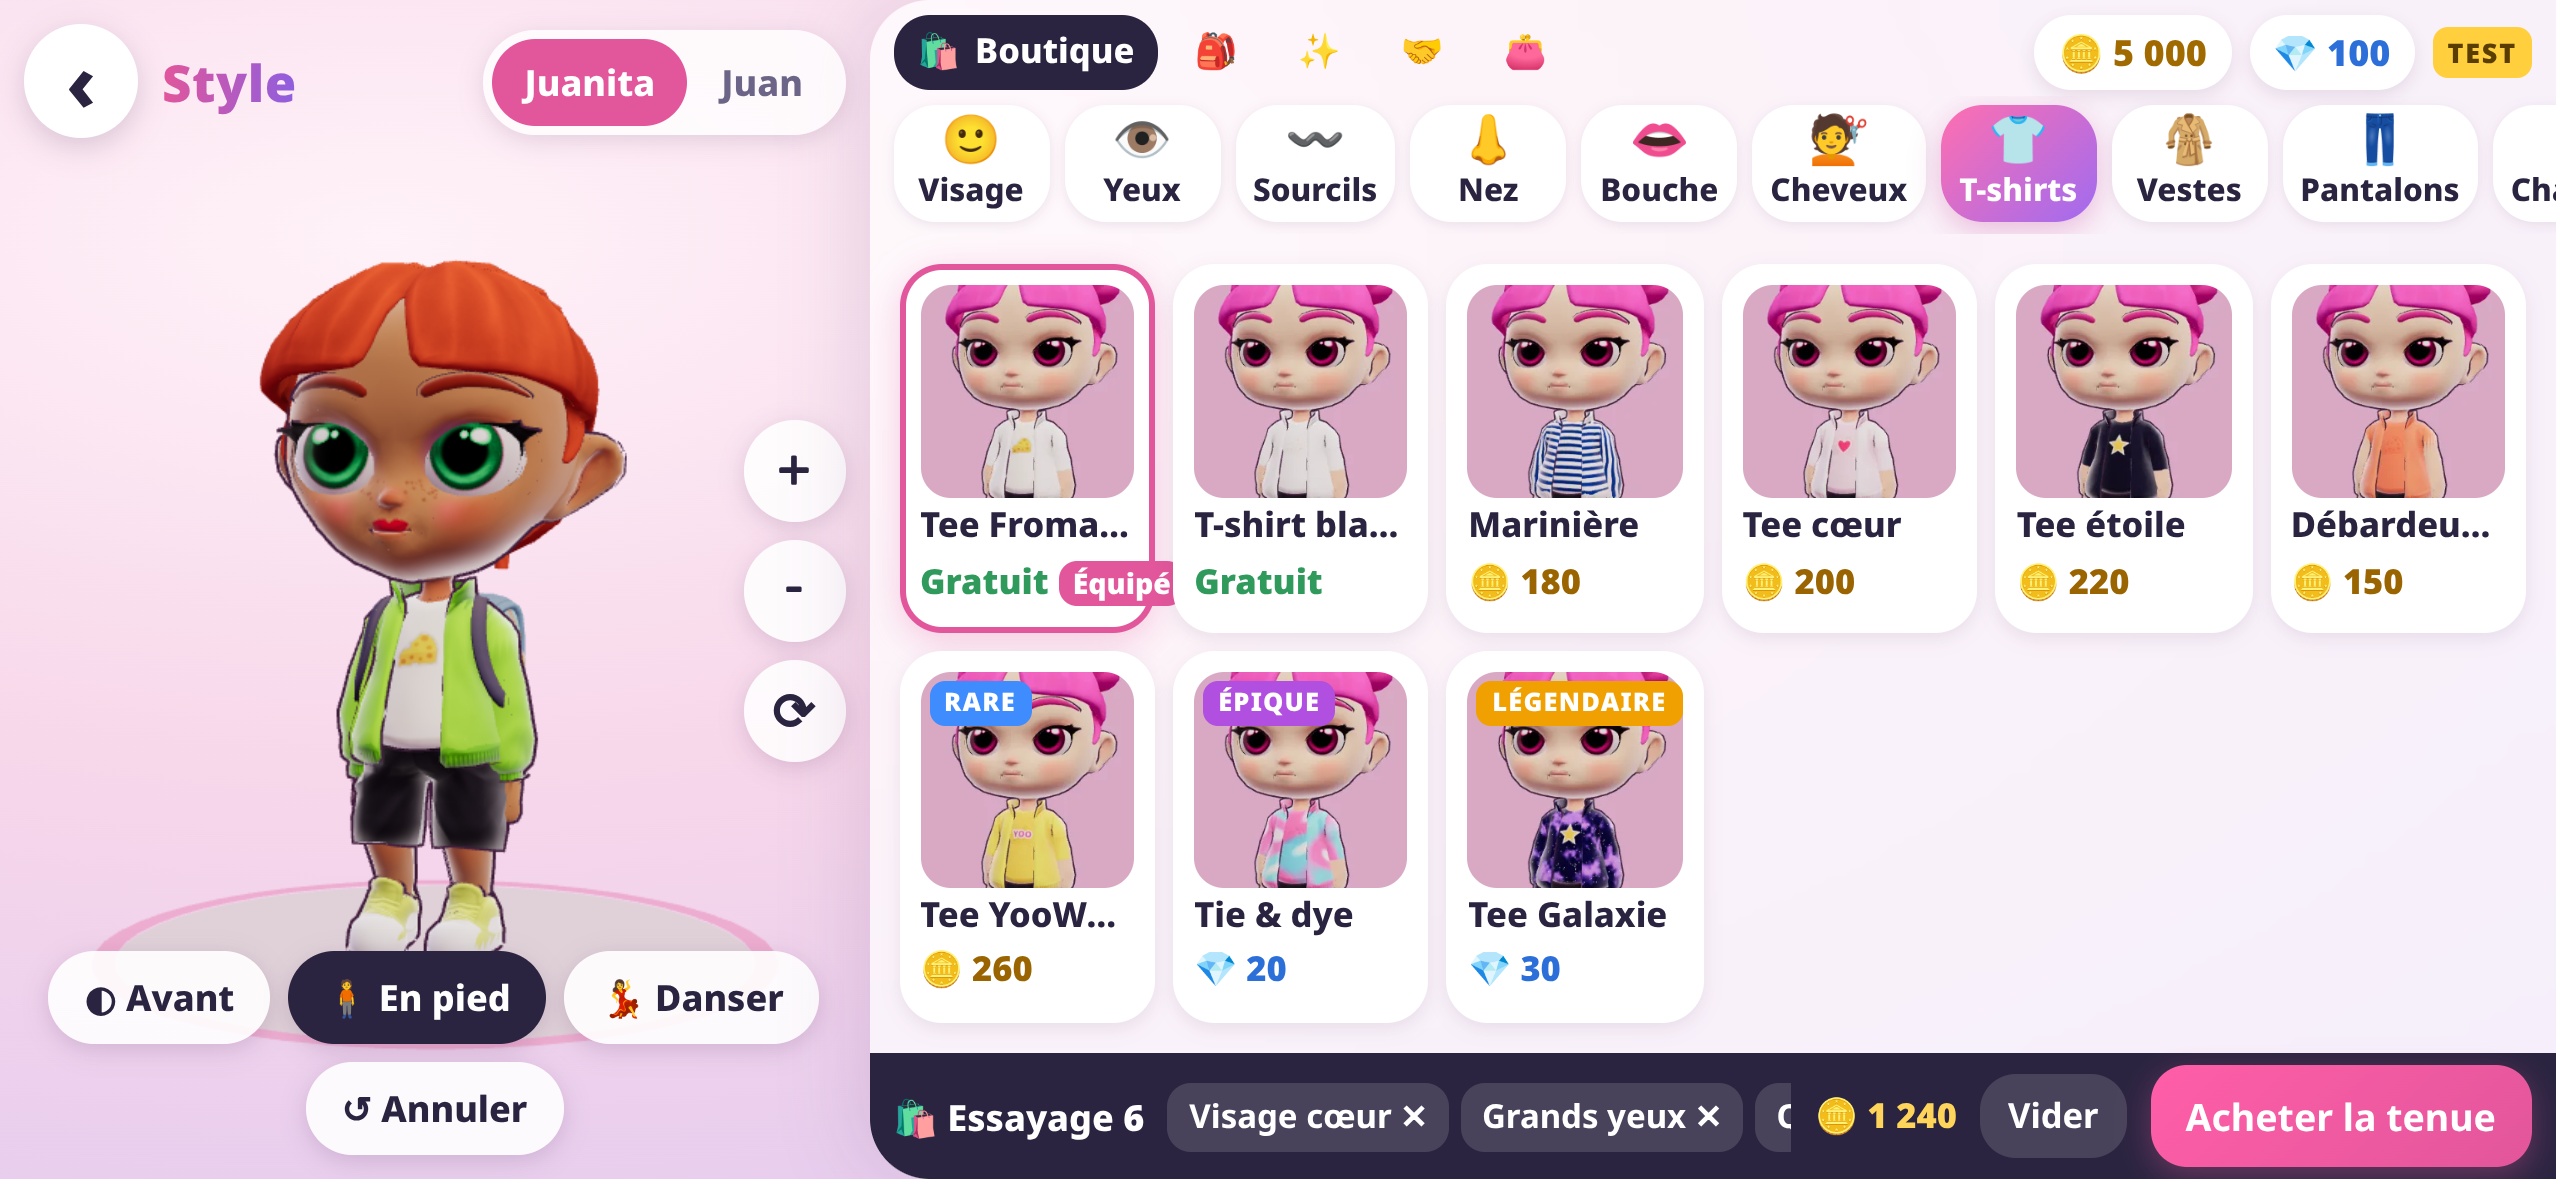 Style
Juanita
Juan
Boutique
5 000
100
TEST
Visage
Yeux
Sourcils
Nez
Bouche
Cheveux
T-shirts
Vestes
Pantalons
Cha
+
-
Tee Froma...
Gratuit
Équipé
T-shirt bla...
Gratuit
Marinière
180
Tee cœur
200
Tee étoile
220
Débardeu...
150
RARE
YOO
Tee YooW...
260
ÉPIQUE
Tie & dye
20
LÉGENDAIRE
Tee Galaxie
30
Avant
En pied
Danser
Annuler
Essayage 6
Visage cœur ✕
Grands yeux ✕
1 240
Vider
Acheter la tenue